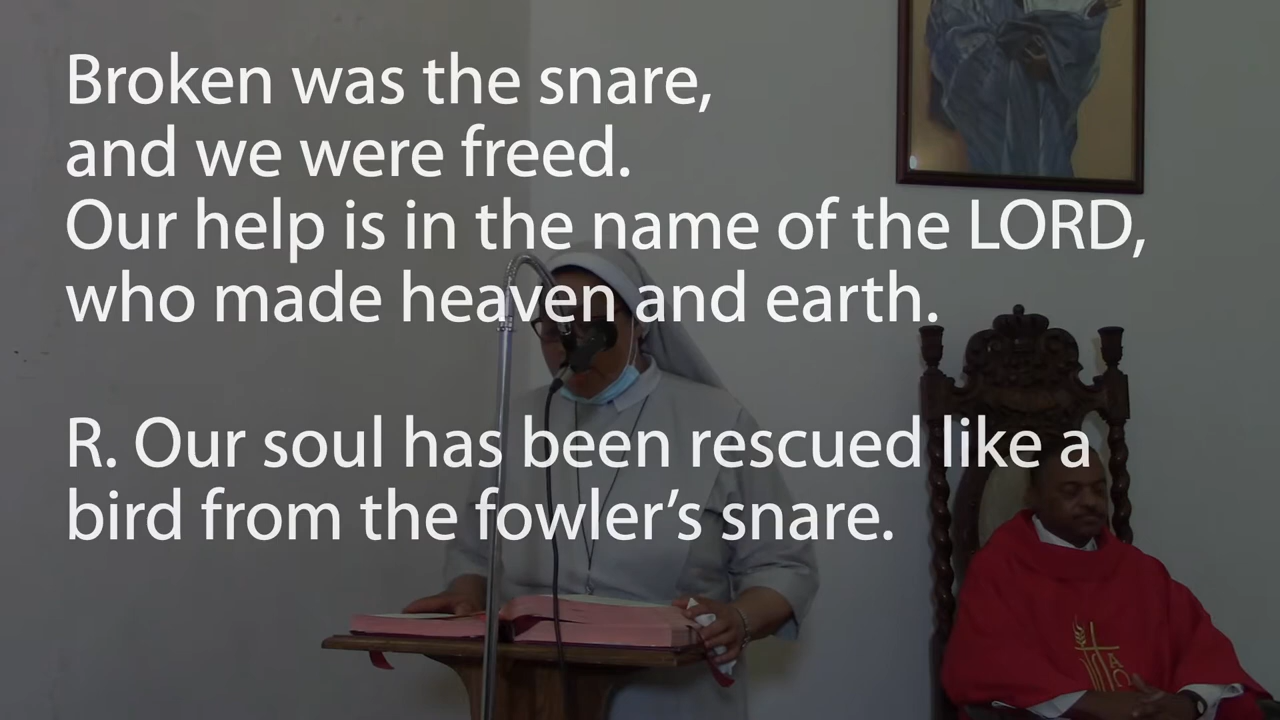 Broken was the snare,
and we were freed.
Our help is in the name of the LORD,
who made heaven and earth.
R. Our soul has been rescued like a
bird from the fowler’s snare.